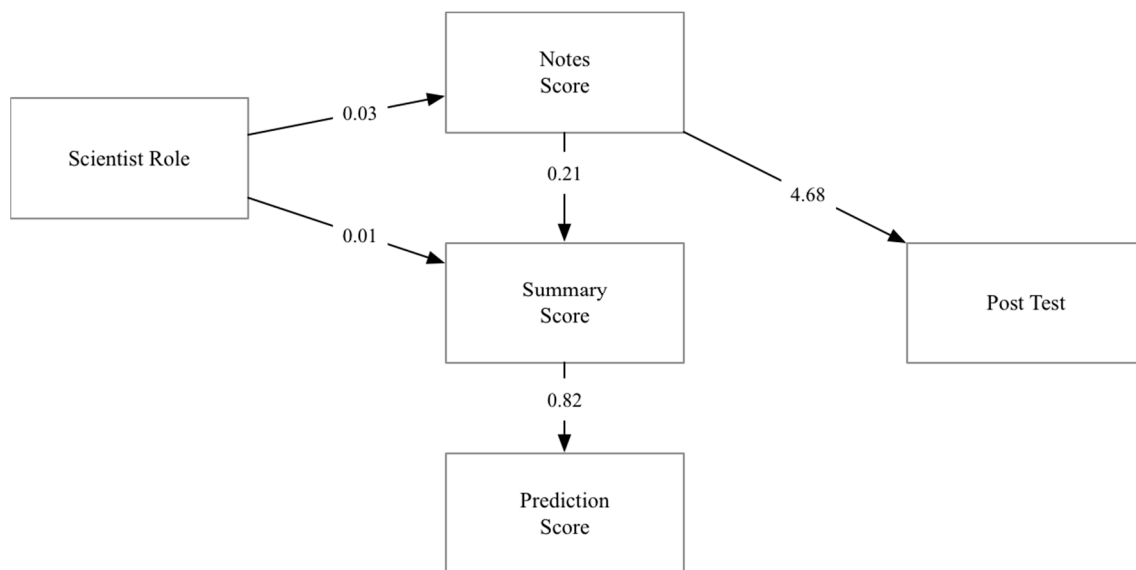 Notes
Score
Scientist Role
0.03
0.21
4.68
0.01
Summary
Score
Post Test
0.82
Prediction
Score